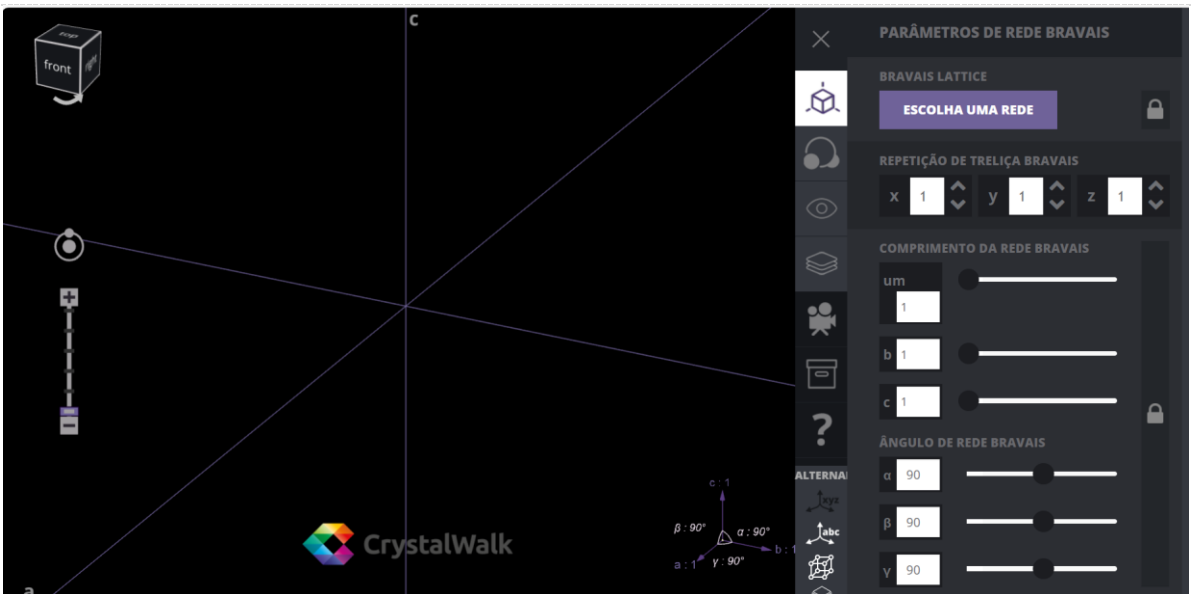 c
top
front
right
a
CrystalWalk
c : 1
β : 90°
α : 90°
b : 1
a : 1
γ : 90°
ALTERNA
xyz
abc
PARÂMETROS DE REDE BRAVAIS
BRAVAIS LATTICE
ESCOLHA UMA REDE
REPETIÇÃO DE TRELIÇA BRAVAIS
x 1 y 1 z 1
COMPRIMENTO DA REDE BRAVAIS
um
1
b 1
c 1
ÂNGULO DE REDE BRAVAIS
α 90
β 90
γ 90